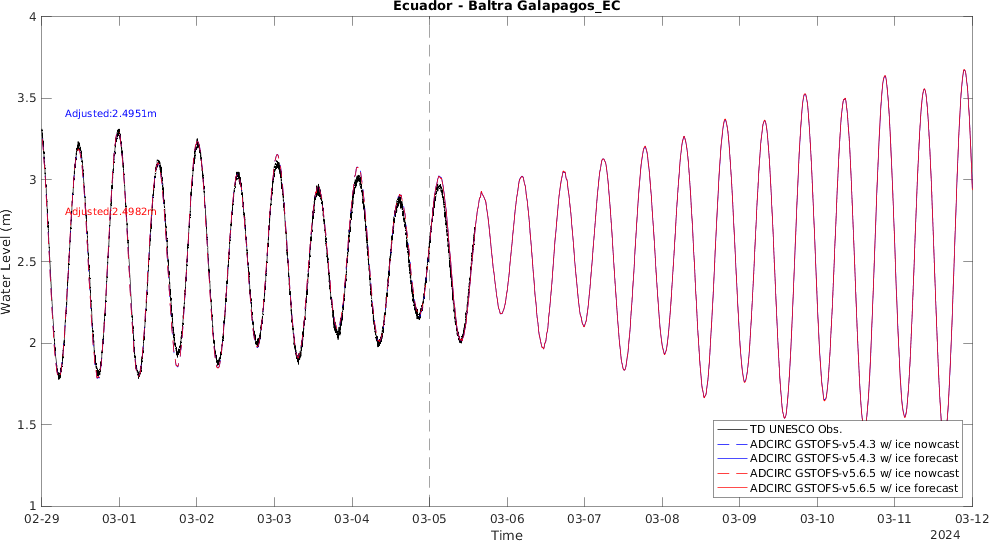 Ecuador - Baltra Galapagos_EC
4
3.5
3
2.5
2
1.5
1
Water Level (m)
Adjusted:2.4951m
Adjusted:2.4982m
TD UNESCO Obs.
ADCIRC GSTOFS-v5.4.3 w/ ice nowcast
ADCIRC GSTOFS-v5.4.3 w/ ice forecast
ADCIRC GSTOFS-v5.6.5 w/ ice nowcast
ADCIRC GSTOFS-v5.6.5 w/ ice forecast
02-29 03-01 03-02 03-03 03-04 03-05 03-06 03-07 03-08 03-09 03-10 03-11 03-12
Time
2024